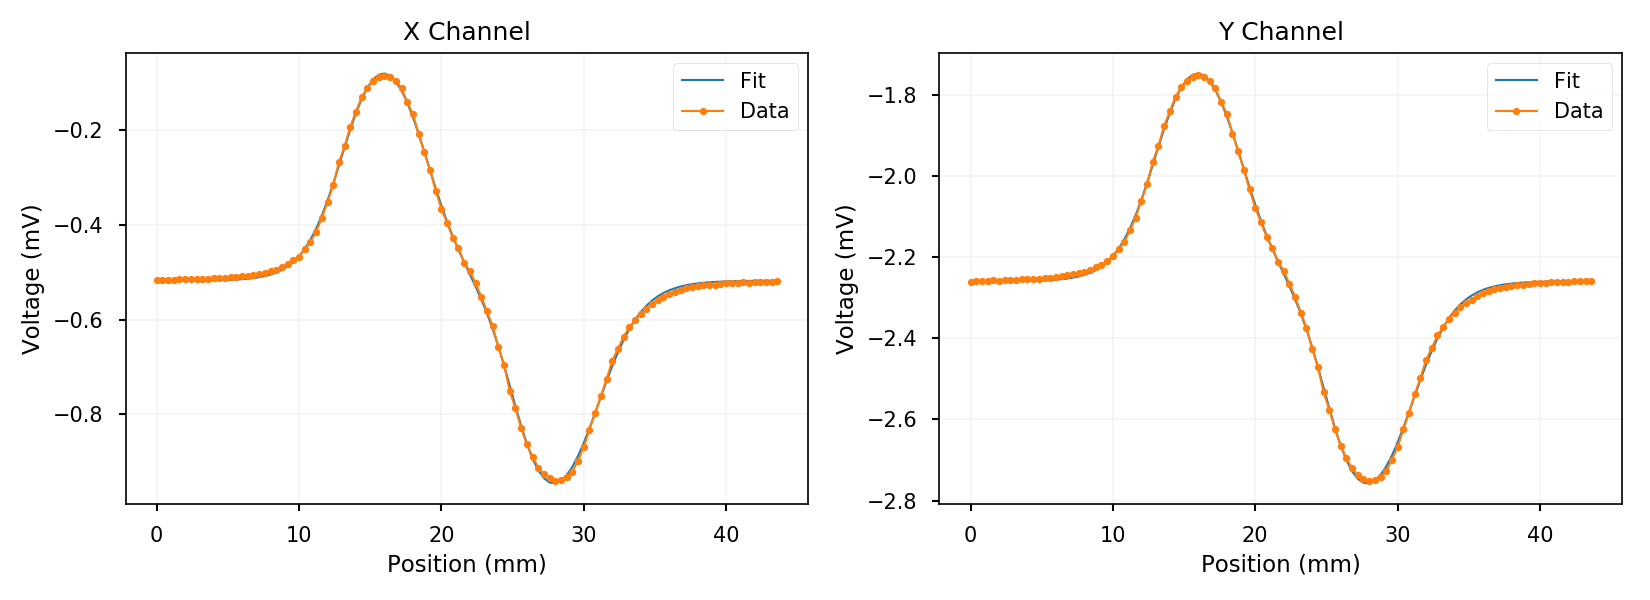 X Channel
Fit
Data
−0.2
−0.4
−0.6
−0.8
Voltage (mV)
0 10 20 30 40
Position (mm)
Y Channel
Fit
Data
−1.8
−2.0
−2.2
−2.4
−2.6
−2.8
Voltage (mV)
0 10 20 30 40
Position (mm)